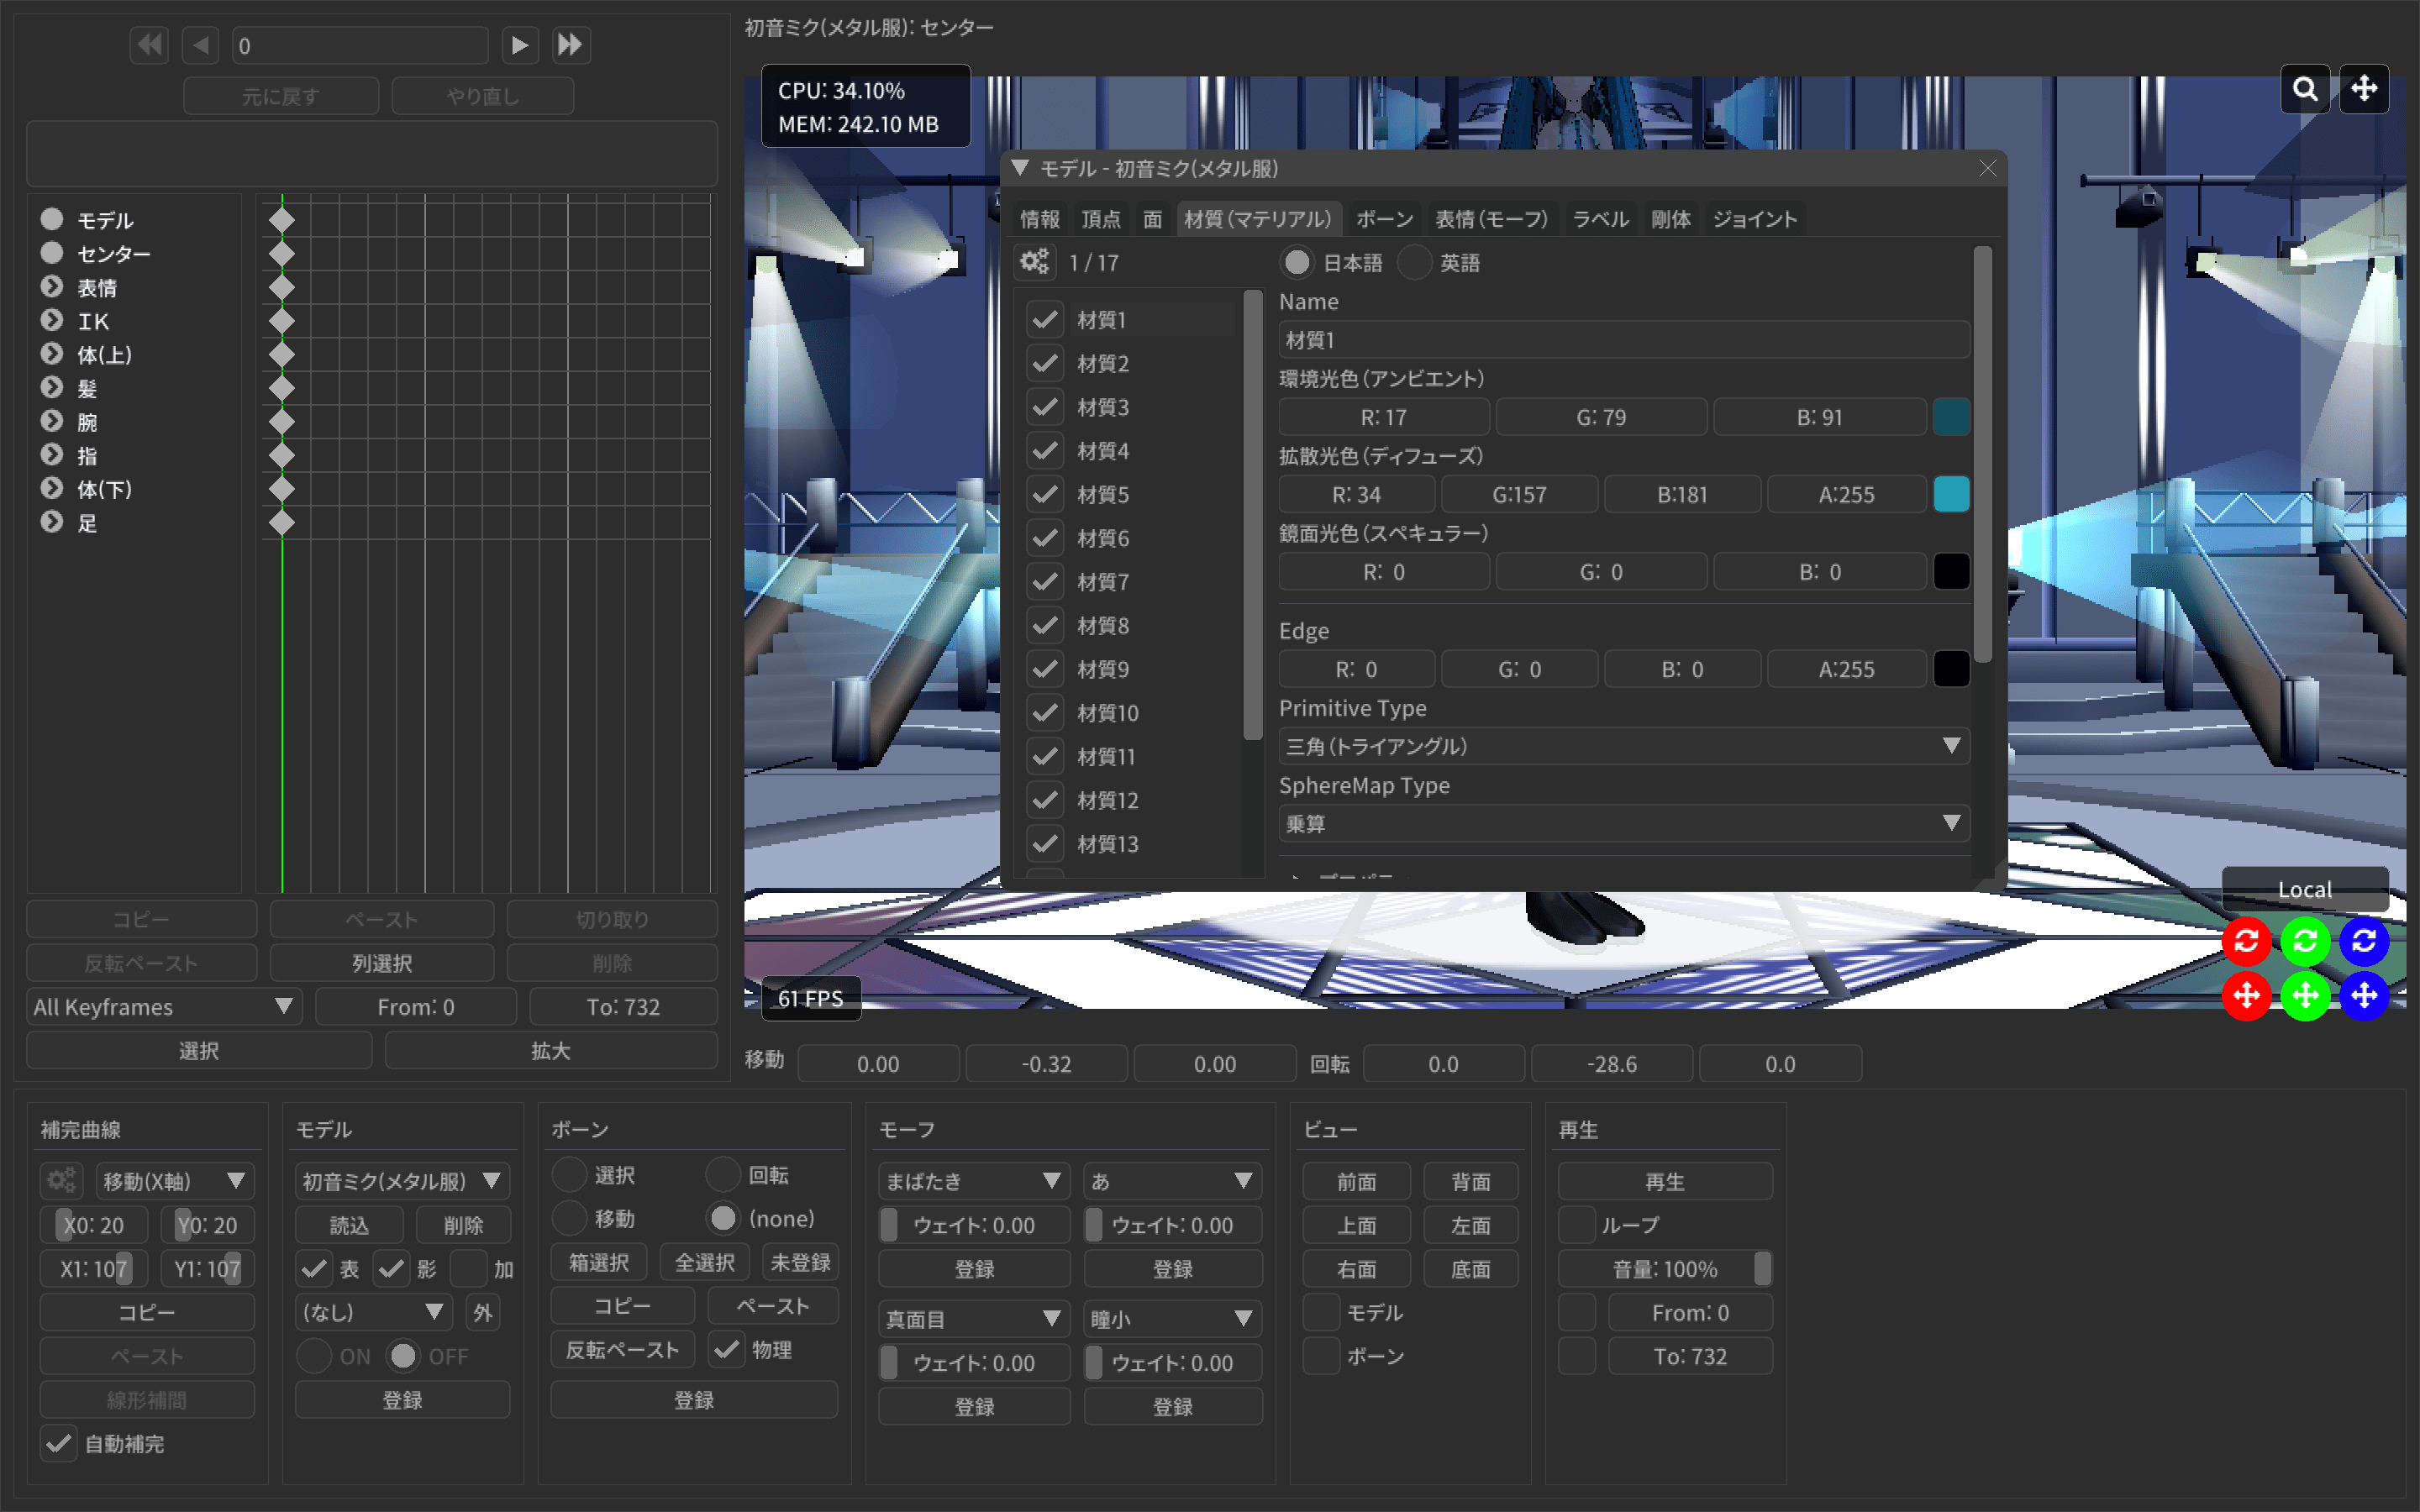 0
元に戻す やり直し
モデル
センター
表情
IK
体(上)
髪
腕
指
体(下)
足
コピー ペースト 切り取り
反転ペースト 列選択 削除
All Keyframes From: 0 To: 732
選択 拡大
初音ミク(メタル服): センター
CPU: 34.10%
MEM: 242.10 MB
モデル - 初音ミク(メタル服)
情報 頂点 面 材質(マテリアル) ボーン 表情(モーフ) ラベル 剛体 ジョイント
1 / 17
材質1
材質2
材質3
材質4
材質5
材質6
材質7
材質8
材質9
材質10
材質11
材質12
材質13
日本語 英語
Name
材質1
環境光色(アンビエント)
R: 17 G: 79 B: 91
拡散光色(ディフューズ)
R: 34 G:157 B:181 A:255
鏡面光色(スペキュラー)
R: 0 G: 0 B: 0
Edge
R: 0 G: 0 B: 0 A:255
Primitive Type
三角(トライアングル)
SphereMap Type
乗算
Local
61 FPS
移動 0.00 -0.32 0.00 回転 0.0 -28.6 0.0
補完曲線
移動(X軸)
X0: 20 Y0: 20
X1: 107 Y1: 107
コピー
ペースト
線形補間
自動補完
モデル
初音ミク(メタル服)
読込 削除
表 影 加
(なし) 外
ON OFF
登録
ボーン
選択 回転
移動 (none)
箱選択 全選択 未登録
コピー ペースト
反転ペースト 物理
登録
モーフ
まばたき あ
ウェイト: 0.00 ウェイト: 0.00
登録 登録
真面目 瞳小
ウェイト: 0.00 ウェイト: 0.00
登録 登録
ビュー
前面 背面
上面 左面
右面 底面
モデル
ボーン
再生
再生
ループ
音量: 100%
From: 0
To: 732